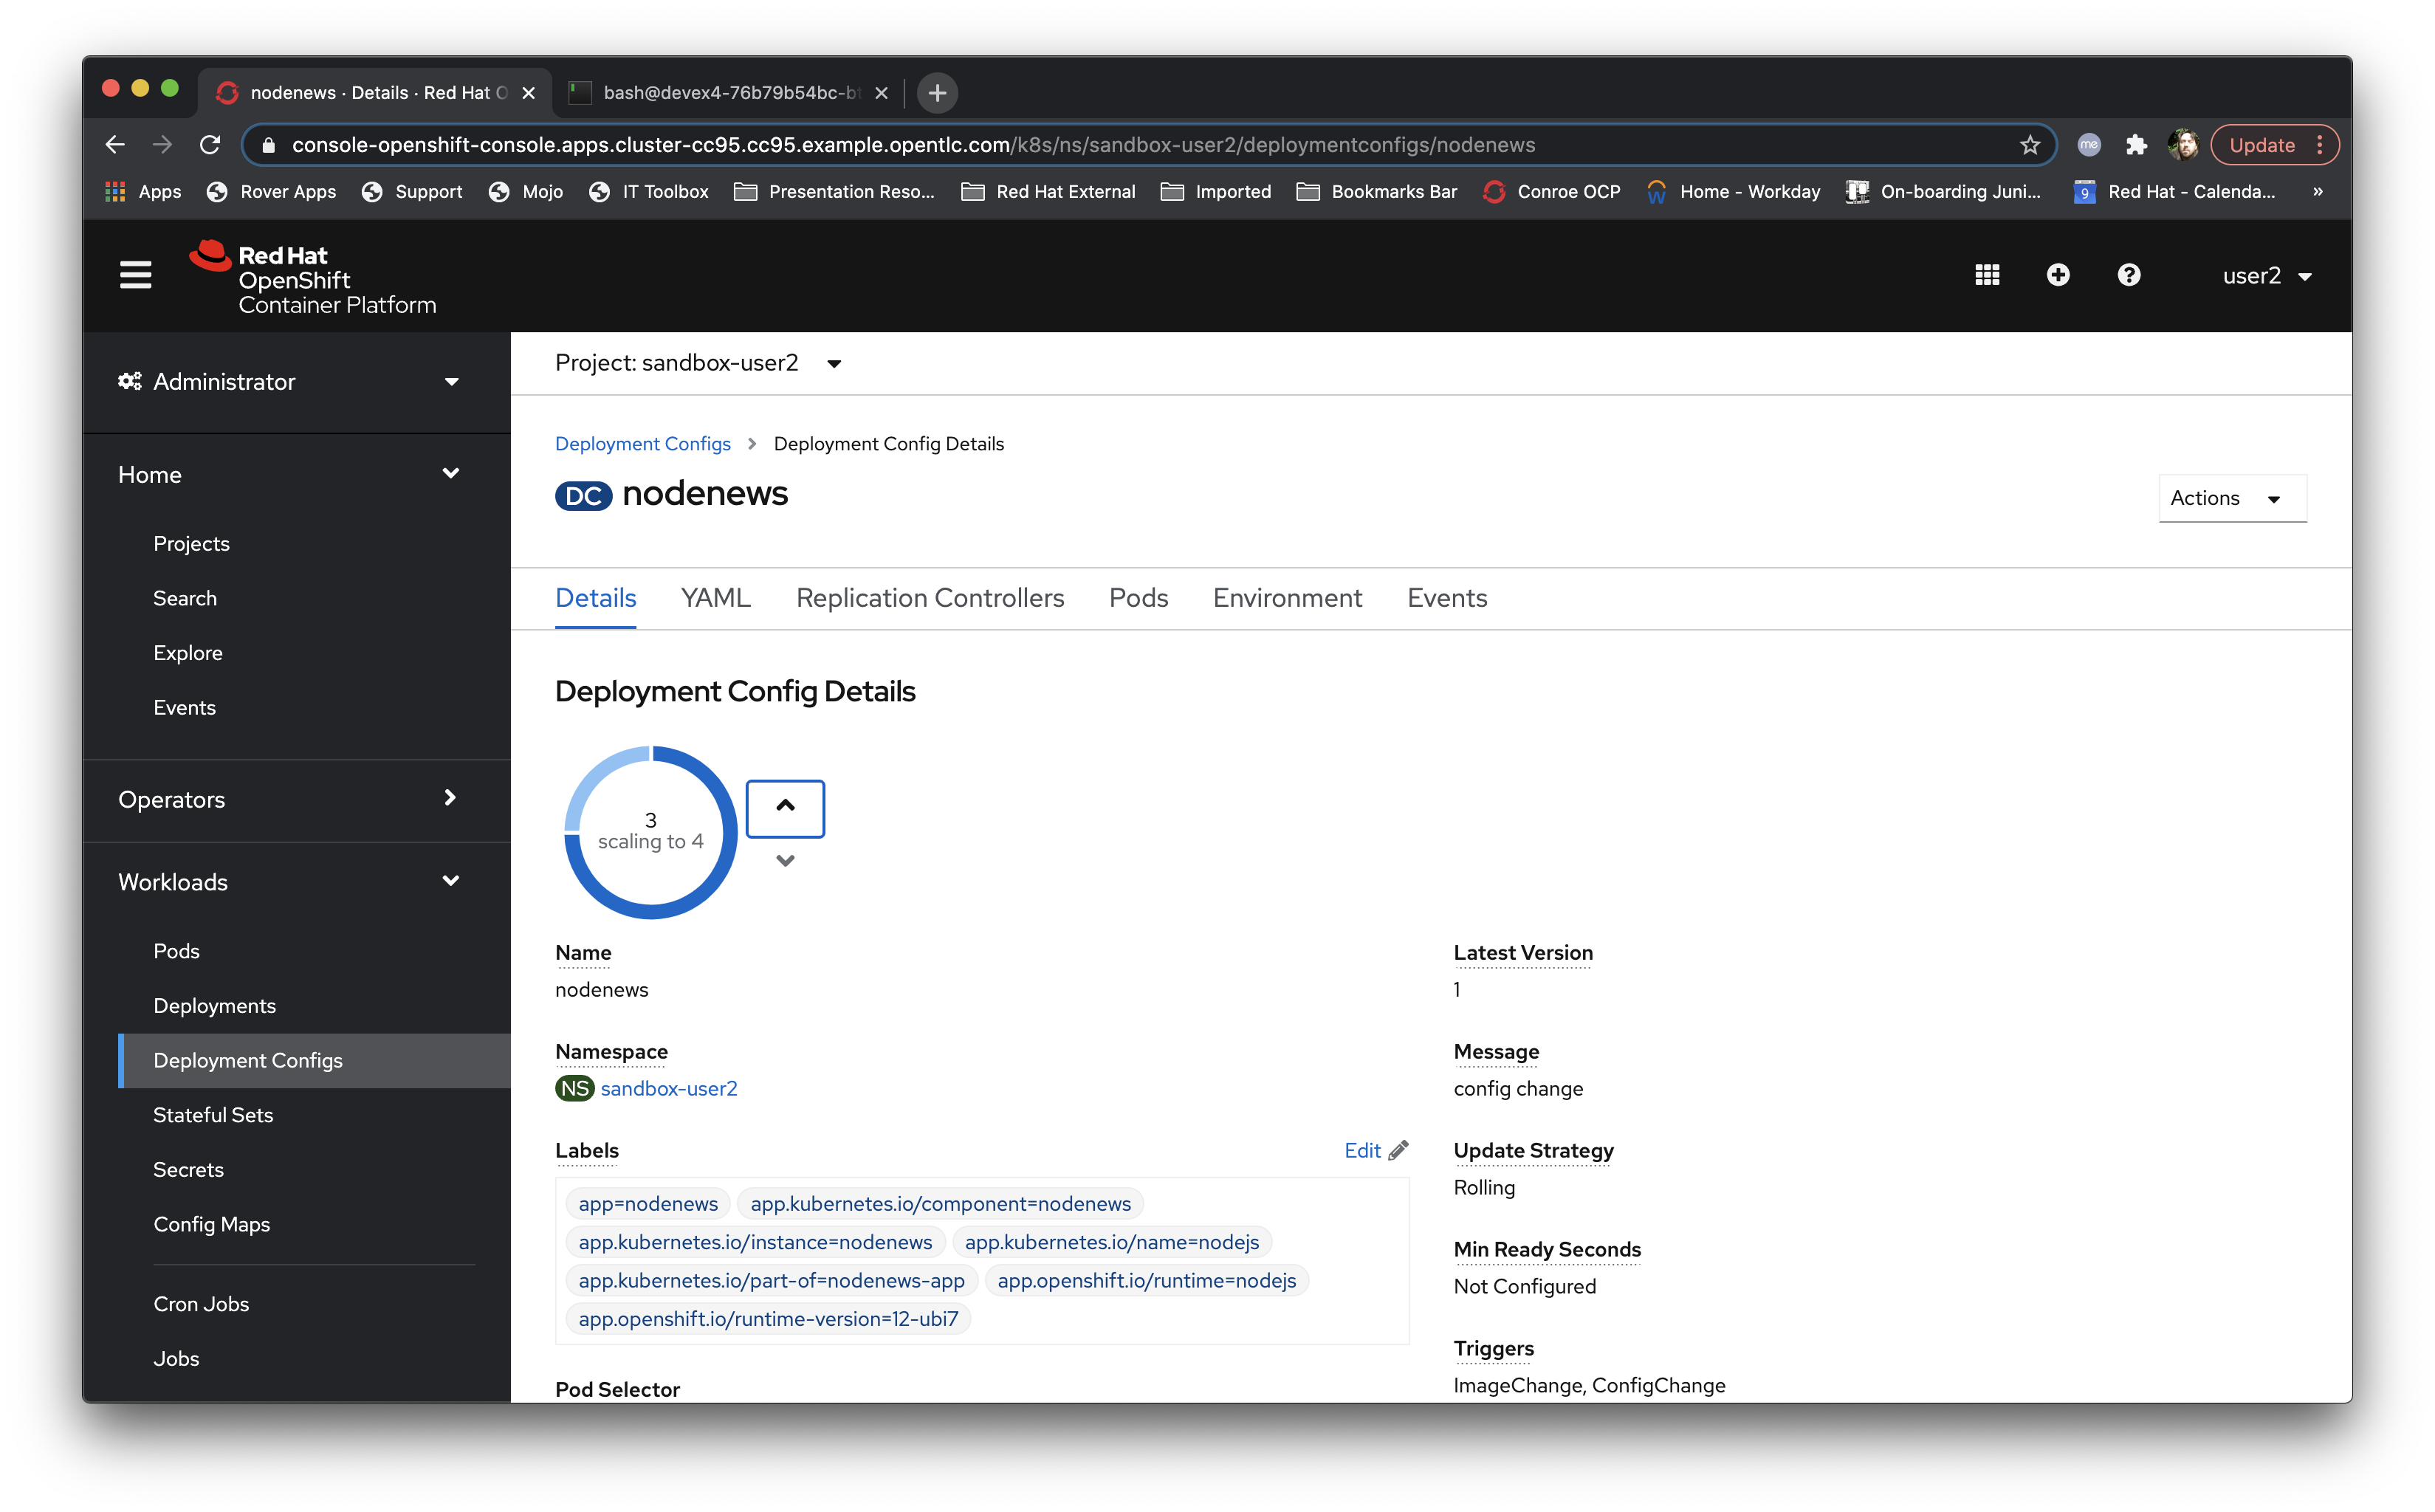 nodenews · Details · Red Hat O
bash@devex4-76b79b54bc-bt
console-openshift-console.apps.cluster-cc95.cc95.example.opentlc.com/k8s/ns/sandbox-user2/deploymentconfigs/nodenews
me
Update
Apps
Rover Apps
Support
Mojo
IT Toolbox
Presentation Reso...
Red Hat External
Imported
Bookmarks Bar
Conroe OCP
Home - Workday
On-boarding Juni...
9
Red Hat - Calenda...
»
Red Hat
OpenShift
Container Platform
user2
Administrator
Home
Projects
Search
Explore
Events
Operators
Workloads
Pods
Deployments
Deployment Configs
Stateful Sets
Secrets
Config Maps
Cron Jobs
Jobs
Project: sandbox-user2
Deployment Configs > Deployment Config Details
DC nodenews
Actions
Details YAML Replication Controllers Pods Environment Events
Deployment Config Details
3
scaling to 4
Name
nodenews
Namespace
NS sandbox-user2
Labels
Edit
app=nodenews app.kubernetes.io/component=nodenews
app.kubernetes.io/instance=nodenews app.kubernetes.io/name=nodejs
app.kubernetes.io/part-of=nodenews-app app.openshift.io/runtime=nodejs
app.openshift.io/runtime-version=12-ubi7
Pod Selector
Latest Version
1
Message
config change
Update Strategy
Rolling
Min Ready Seconds
Not Configured
Triggers
ImageChange, ConfigChange